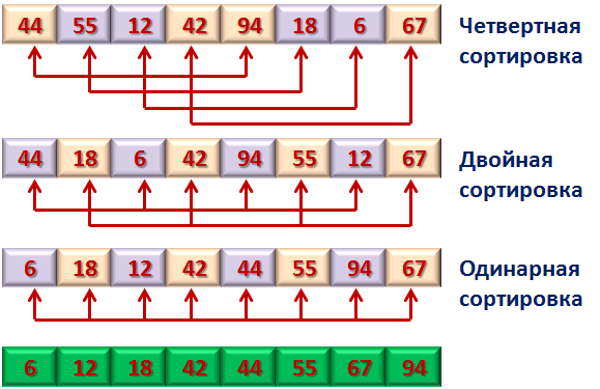 44 55 12 42 94 18 6 67 Четвертная
сортировка
44 18 6 42 94 55 12 67 Двойная
сортировка
6 18 12 42 44 55 94 67 Одинарная
сортировка
6 12 18 42 44 55 67 94